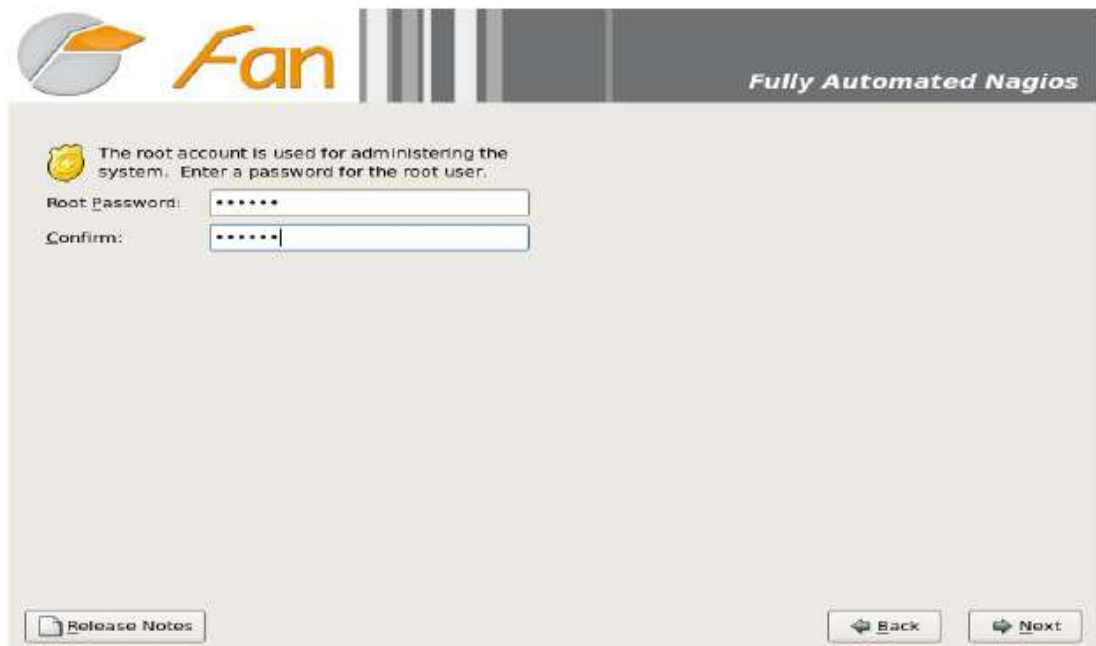 Fan
Fully Automated Nagios
The root account is used for administering the
system. Enter a password for the root user.
Root Password: ••••••
Confirm: ••••••
Release Notes
Back
Next